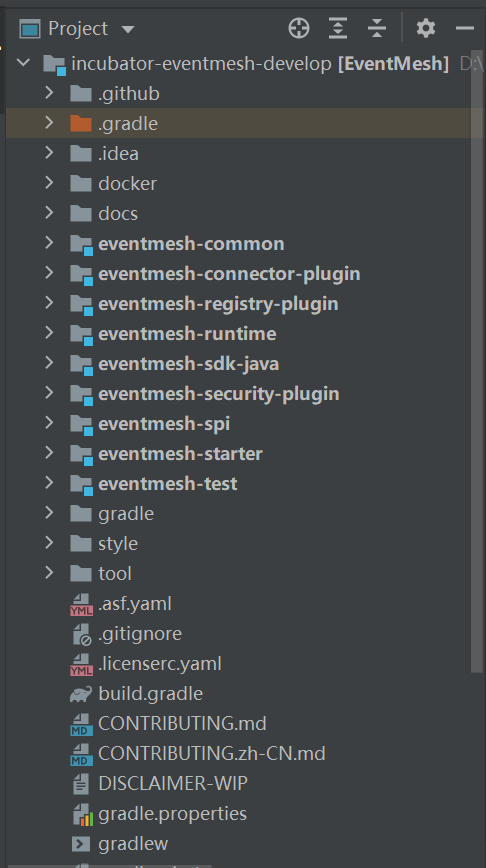 Project
incubator-eventmesh-develop [EventMesh] D:\
.github
.gradle
.idea
docker
docs
eventmesh-common
eventmesh-connector-plugin
eventmesh-registry-plugin
eventmesh-runtime
eventmesh-sdk-java
eventmesh-security-plugin
eventmesh-spi
eventmesh-starter
eventmesh-test
gradle
style
tool
YML .asf.yaml
.gitignore
YML .licenserc.yaml
build.gradle
MD CONTRIBUTING.md
MD CONTRIBUTING.zh-CN.md
DISCLAIMER-WIP
gradle.properties
gradlew